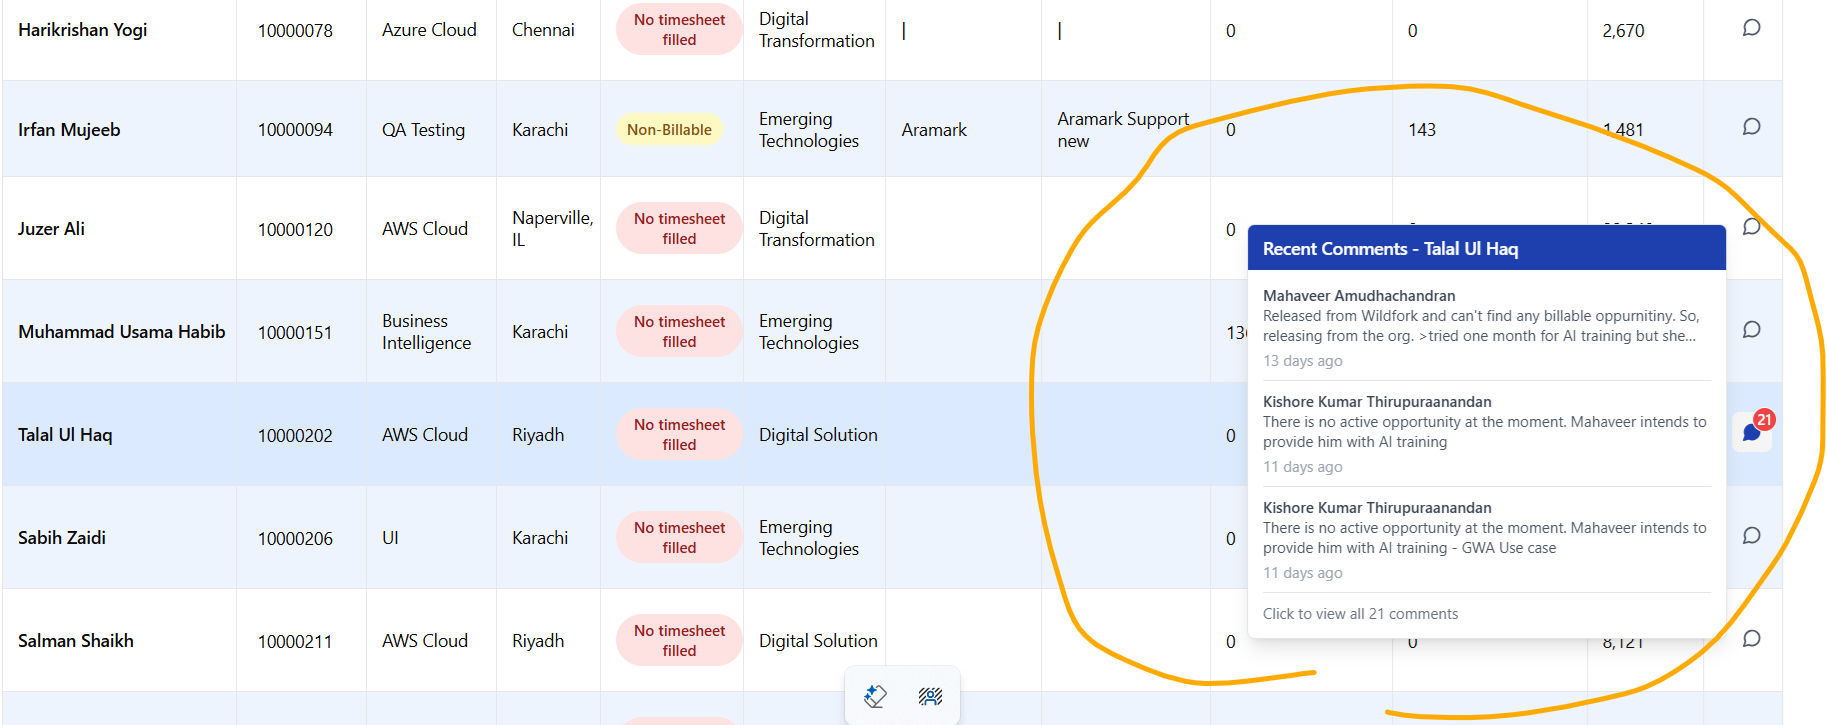 Harikrishan Yogi 10000078 Azure Cloud Chennai No timesheet filled Digital Transformation | | 0 0 2,670
Irfan Mujeeb 10000094 QA Testing Karachi Non-Billable Emerging Technologies Aramark Aramark Support new 0 143 1,481
Juzer Ali 10000120 AWS Cloud Naperville, IL No timesheet filled Digital Transformation 0
Muhammad Usama Habib 10000151 Business Intelligence Karachi No timesheet filled Emerging Technologies
Talal Ul Haq 10000202 AWS Cloud Riyadh No timesheet filled Digital Solution 0 21
Sabih Zaidi 10000206 UI Karachi No timesheet filled Emerging Technologies 0
Salman Shaikh 10000211 AWS Cloud Riyadh No timesheet filled Digital Solution 0 0 8,121
Recent Comments - Talal Ul Haq
Mahaveer Amudhachandran
Released from Wildfork and can't find any billable oppurnitiny. So,
releasing from the org. >tried one month for AI training but she...
13 days ago
Kishore Kumar Thirupuraanandan
There is no active opportunity at the moment. Mahaveer intends to
provide him with AI training
11 days ago
Kishore Kumar Thirupuraanandan
There is no active opportunity at the moment. Mahaveer intends to
provide him with AI training - GWA Use case
11 days ago
Click to view all 21 comments